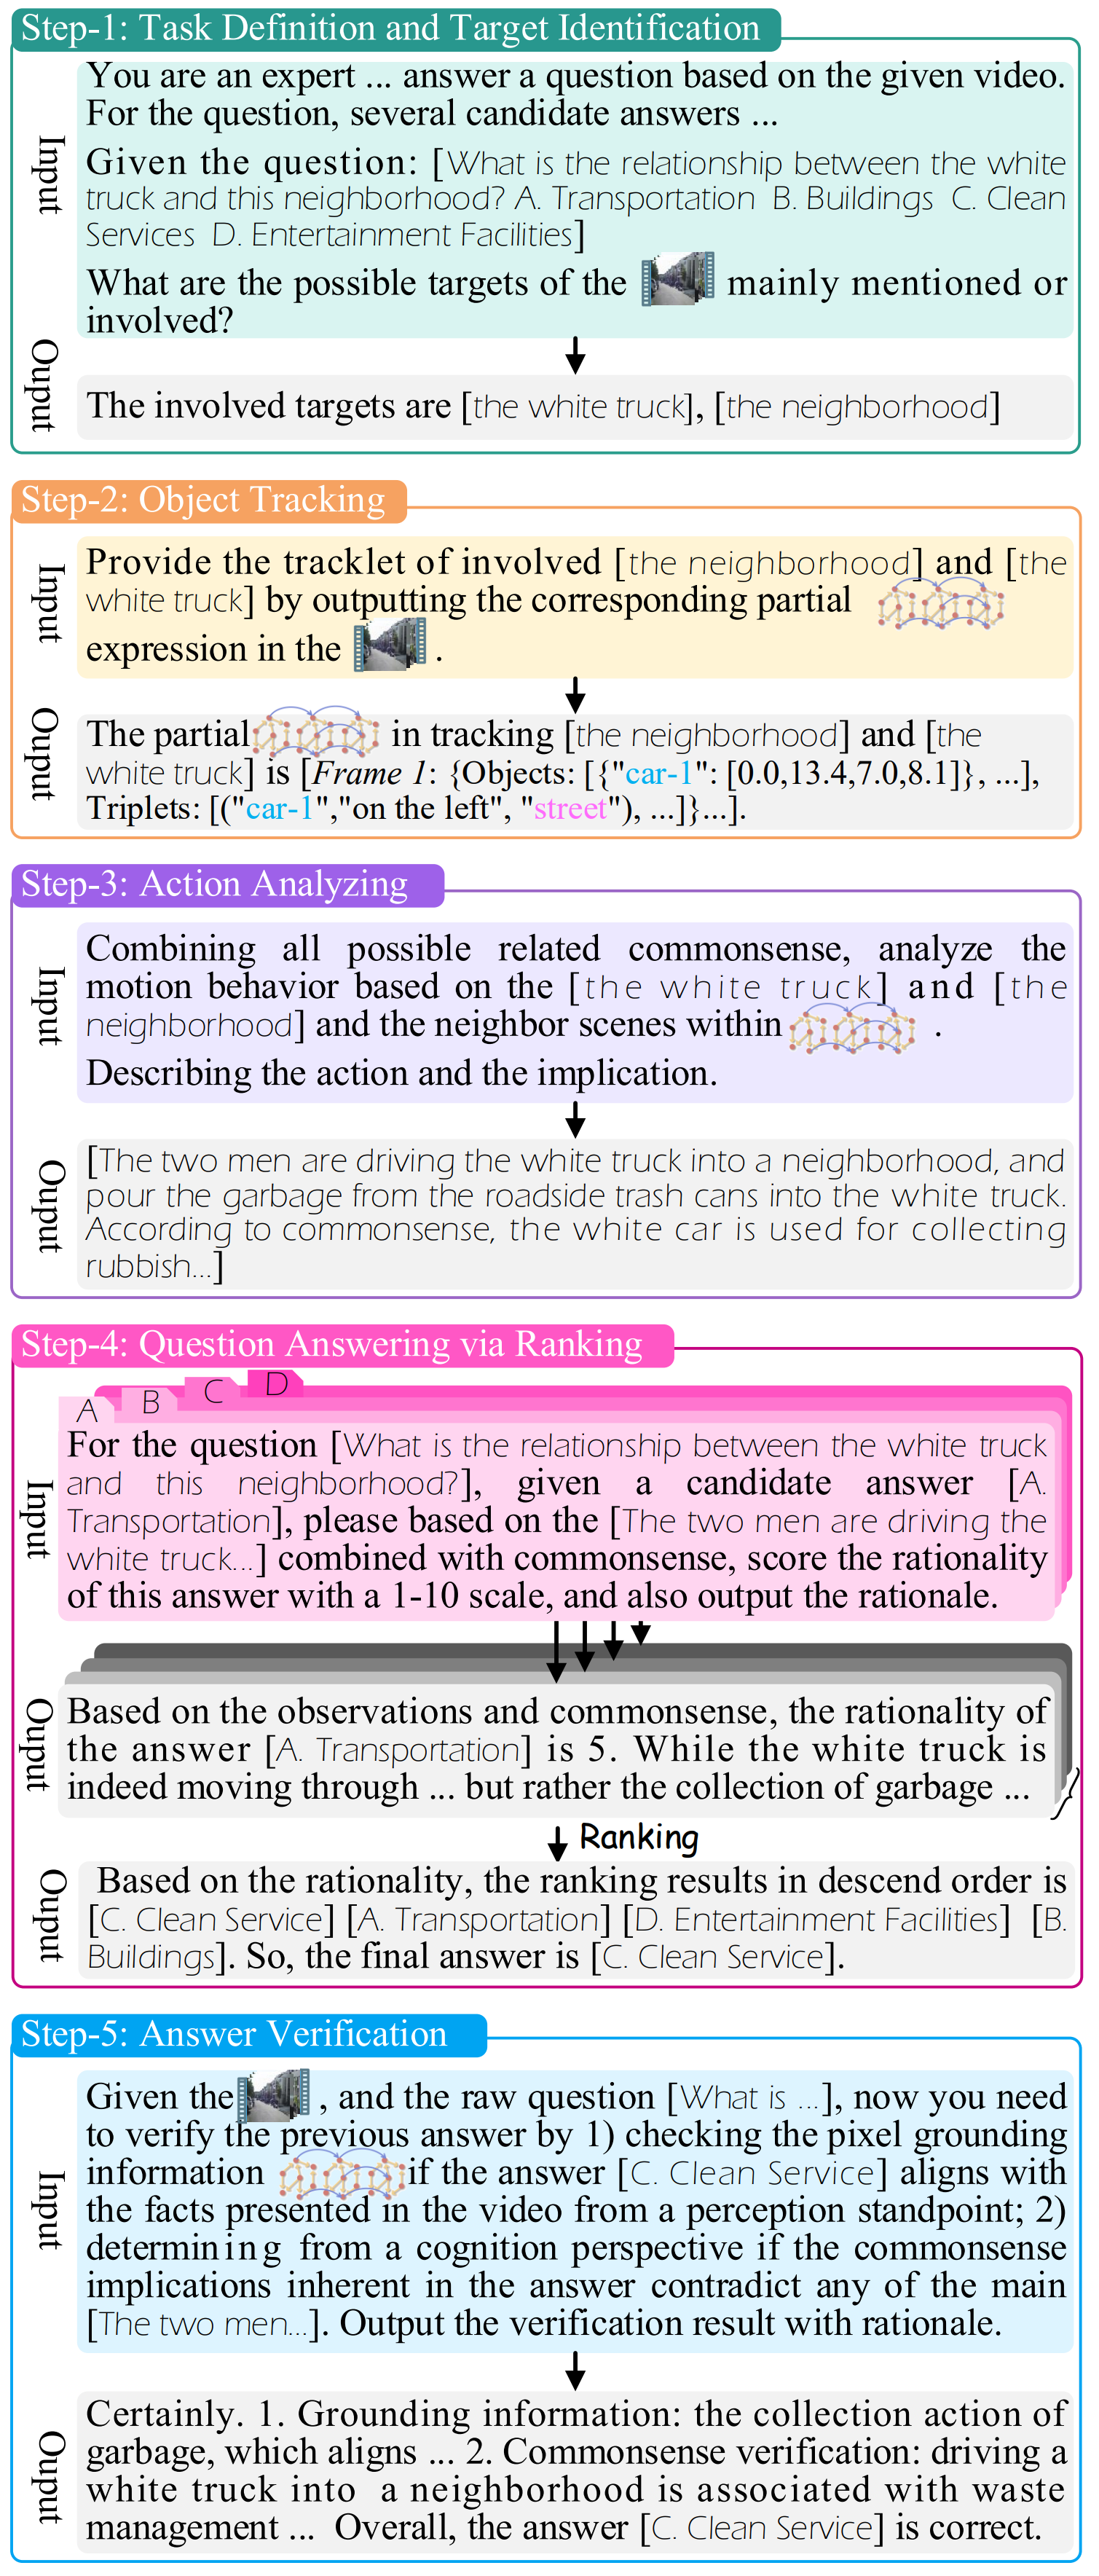 Step-1: Task Definition and Target Identification
Input
You are an expert ... answer a question based on the given video.
For the question, several candidate answers ...
Given the question: [What is the relationship between the white
truck and this neighborhood? A. Transportation B. Buildings C. Clean
Services D. Entertainment Facilities]
What are the possible targets of the mainly mentioned or
involved?
Ouput
The involved targets are [the white truck], [the neighborhood]
Step-2: Object Tracking
Input
Provide the tracklet of involved [the neighborhood] and [the
white truck] by outputting the corresponding partial
expression in the .
Ouput
The partial in tracking [the neighborhood] and [the
white truck] is [Frame 1: {Objects: [{"car-1": [0.0,13.4,7.0,8.1]}, ...],
Triplets: [("car-1","on the left", "street"), ...]}...].
Step-3: Action Analyzing
Input
Combining all possible related commonsense, analyze the
motion behavior based on the [the white truck] and [the
neighborhood] and the neighbor scenes within .
Describing the action and the implication.
Ouput
[The two men are driving the white truck into a neighborhood, and
pour the garbage from the roadside trash cans into the white truck.
According to commonsense, the white car is used for collecting
rubbish...]
Step-4: Question Answering via Ranking
A B C D
Input
For the question [What is the relationship between the white truck
and this neighborhood?], given a candidate answer [A.
Transportation], please based on the [The two men are driving the
white truck...] combined with commonsense, score the rationality
of this answer with a 1-10 scale, and also output the rationale.
Ouput
Based on the observations and commonsense, the rationality of
the answer [A. Transportation] is 5. While the white truck is
indeed moving through ... but rather the collection of garbage ...
Ranking
Ouput
Based on the rationality, the ranking results in descend order is
[C. Clean Service] [A. Transportation] [D. Entertainment Facilities] [B.
Buildings]. So, the final answer is [C. Clean Service].
Step-5: Answer Verification
Input
Given the , and the raw question [What is ...], now you need
to verify the previous answer by 1) checking the pixel grounding
information if the answer [C. Clean Service] aligns with
the facts presented in the video from a perception standpoint; 2)
determining from a cognition perspective if the commonsense
implications inherent in the answer contradict any of the main
[The two men...]. Output the verification result with rationale.
Ouput
Certainly. 1. Grounding information: the collection action of
garbage, which aligns ... 2. Commonsense verification: driving a
white truck into a neighborhood is associated with waste
management ... Overall, the answer [C. Clean Service] is correct.